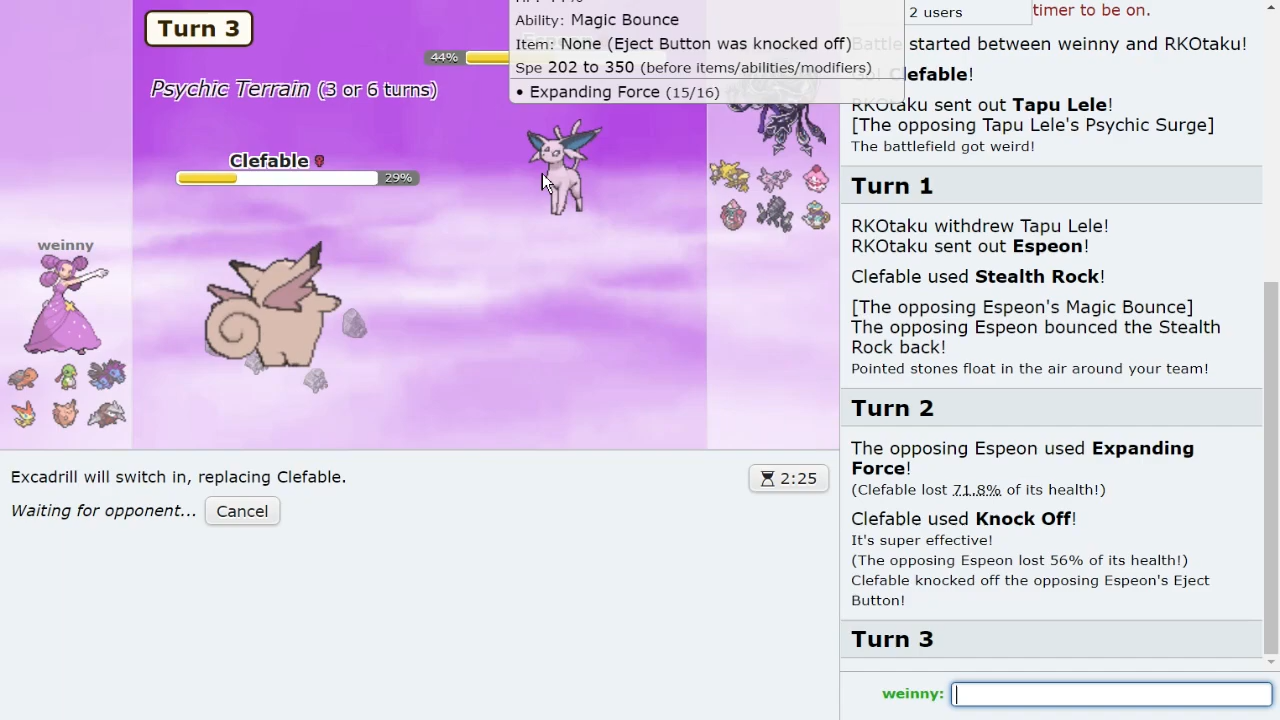 Turn 3
44%
Ability: Magic Bounce
Item: None (Eject Button was knocked off)
Spe 202 to 350 (before items/abilities/modifiers)
• Expanding Force (15/16)
Psychic Terrain (3 or 6 turns)
Clefable
29%
weinny
Excadrill will switch in, replacing Clefable.
2:25
Waiting for opponent... Cancel
2 users
timer to be on.
Battle started between weinny and RKOtaku!
Clefable!
RKOtaku sent out Tapu Lele!
[The opposing Tapu Lele's Psychic Surge]
The battlefield got weird!
Turn 1
RKOtaku withdrew Tapu Lele!
RKOtaku sent out Espeon!
Clefable used Stealth Rock!
[The opposing Espeon's Magic Bounce]
The opposing Espeon bounced the Stealth
Rock back!
Pointed stones float in the air around your team!
Turn 2
The opposing Espeon used Expanding
Force!
(Clefable lost 71.8% of its health!)
Clefable used Knock Off!
It's super effective!
(The opposing Espeon lost 56% of its health!)
Clefable knocked off the opposing Espeon's Eject
Button!
Turn 3
weinny: